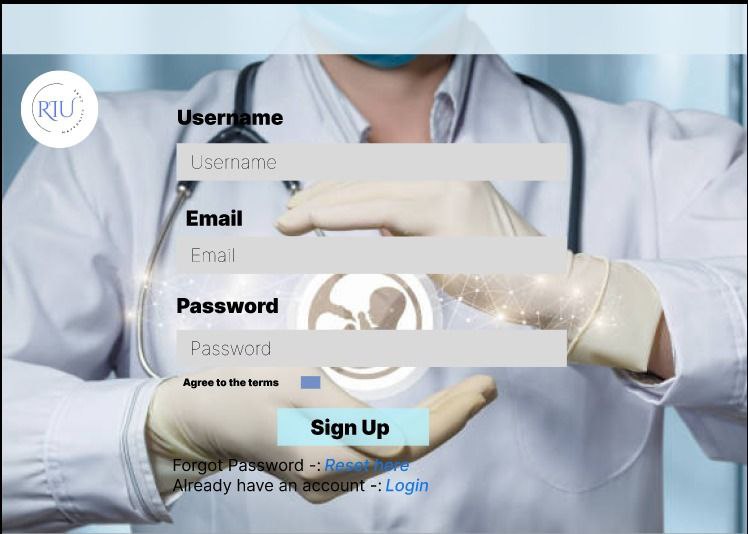 RIU
Username
Username
Email
Email
Password
Password
Agree to the terms
Sign Up
Forgot Password -: Reset here
Already have an account -: Login